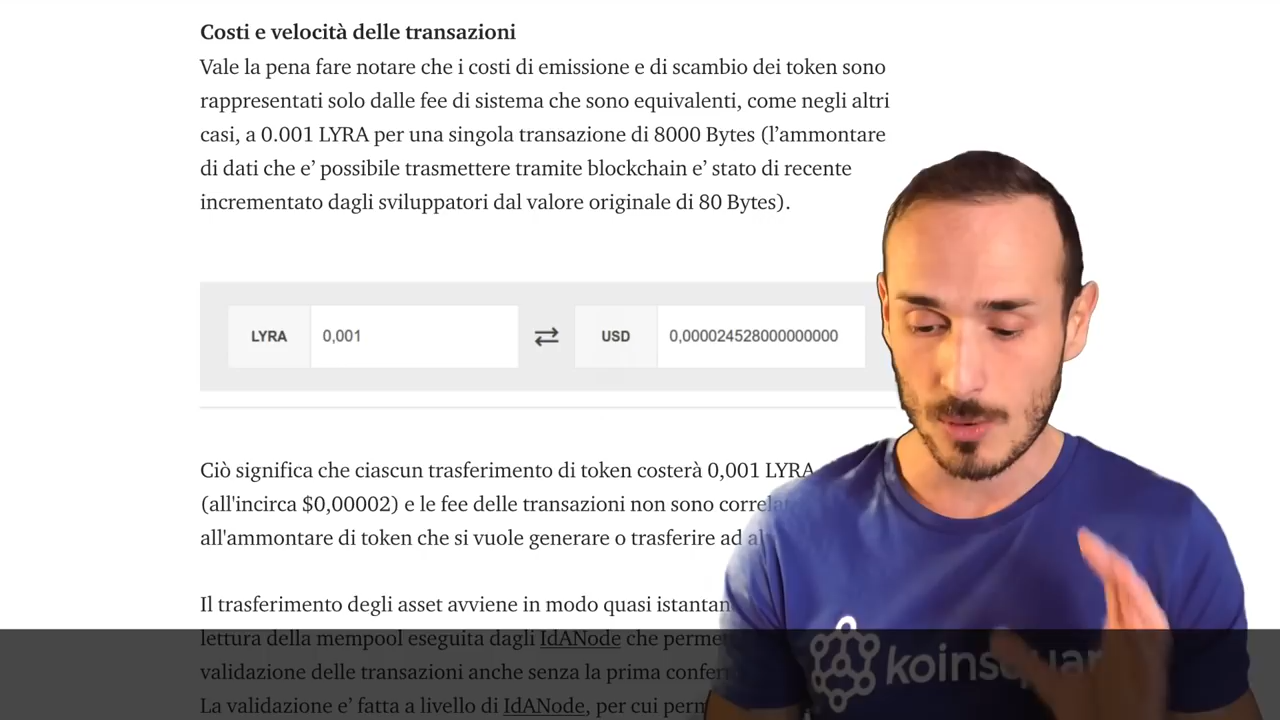 Costi e velocità delle transazioni
Vale la pena fare notare che i costi di emissione e di scambio dei token sono
rappresentati solo dalle fee di sistema che sono equivalenti, come negli altri
casi, a 0.001 LYRA per una singola transazione di 8000 Bytes (l’ammontare
di dati che e’ possibile trasmettere tramite blockchain e’ stato di recente
incrementato dagli sviluppatori dal valore originale di 80 Bytes).
LYRA 0,001 USD 0,000024528000000000
Ciò significa che ciascun trasferimento di token costerà 0,001 LYRA
(all'incirca $0,00002) e le fee delle transazioni non sono
all'ammontare di token che si vuole generare o trasferire ad
Il trasferimento degli asset avviene in modo quasi
lettura della mempool eseguita dagli IdANode che
validazione delle transazioni anche senza la prima
La validazione e’ fatta a livello di IdANode, per cui